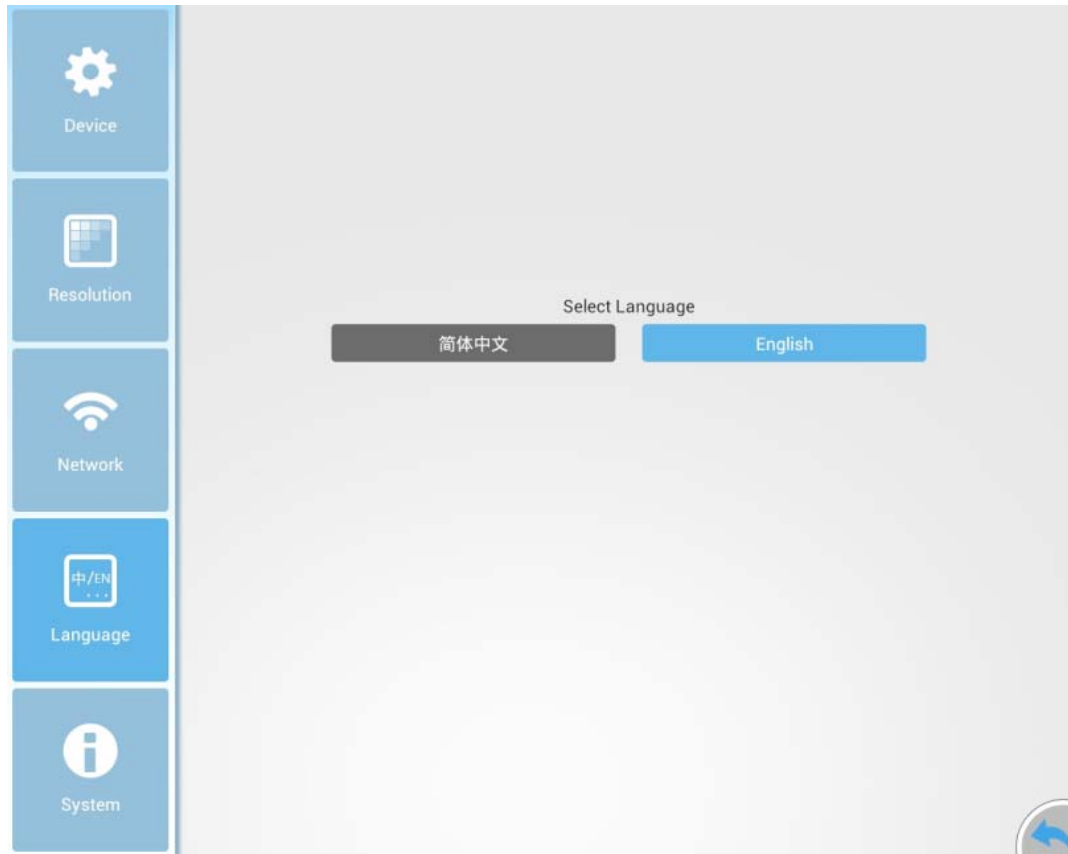 Device
Resolution
Network
中/EN
...
Language
System
Select Language
简体中文
English